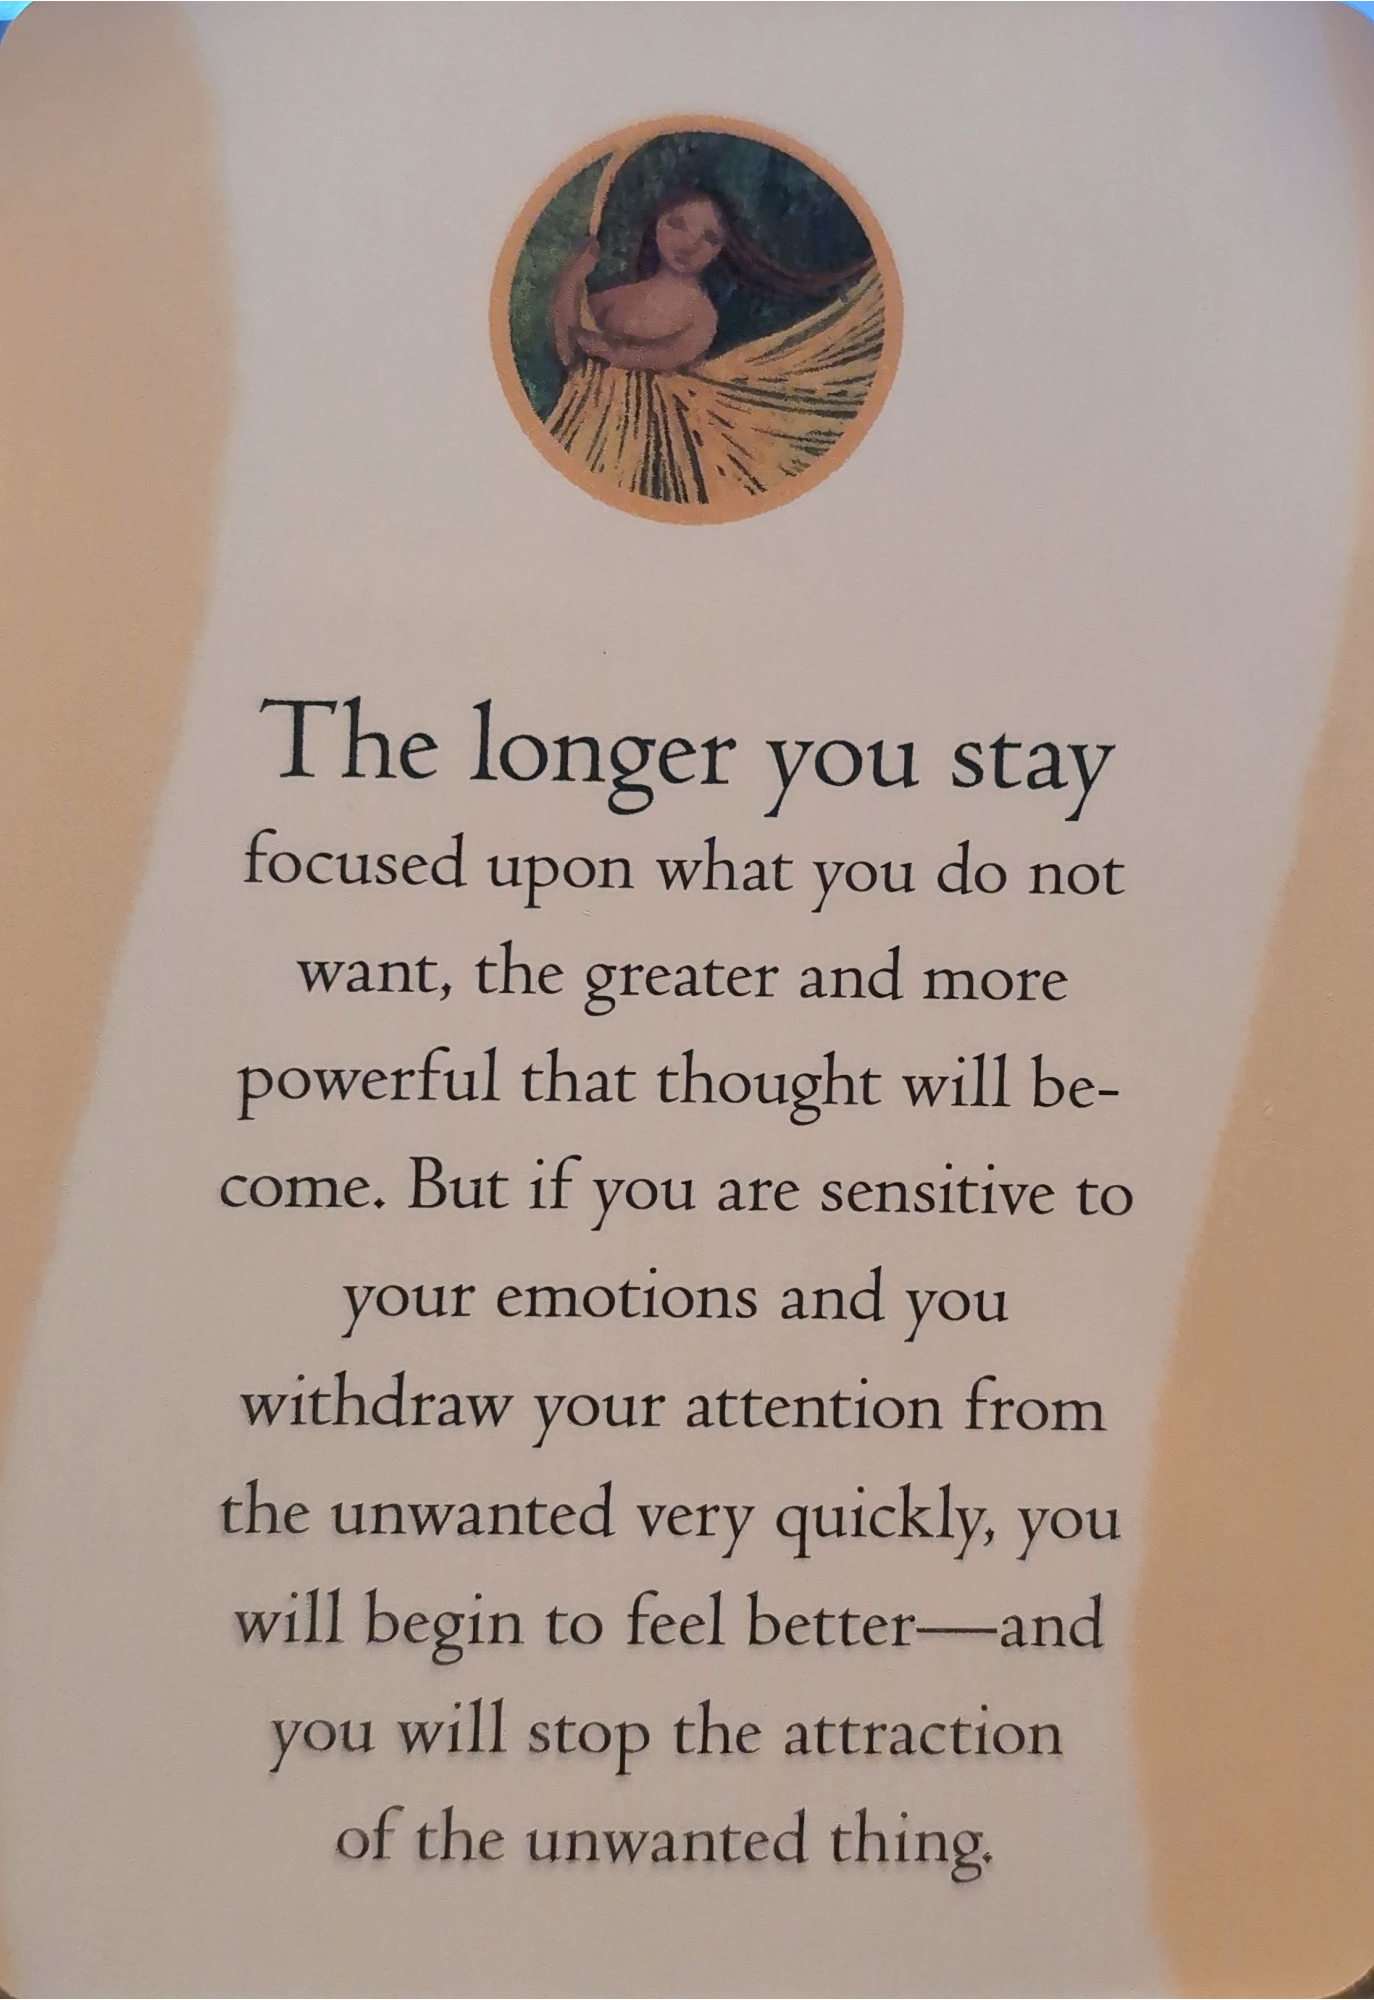 The longer you stay
focused upon what you do not
want, the greater and more
powerful that thought will be-
come. But if you are sensitive to
your emotions and you
withdraw your attention from
the unwanted very quickly, you
will begin to feel better—and
you will stop the attraction
of the unwanted thing.